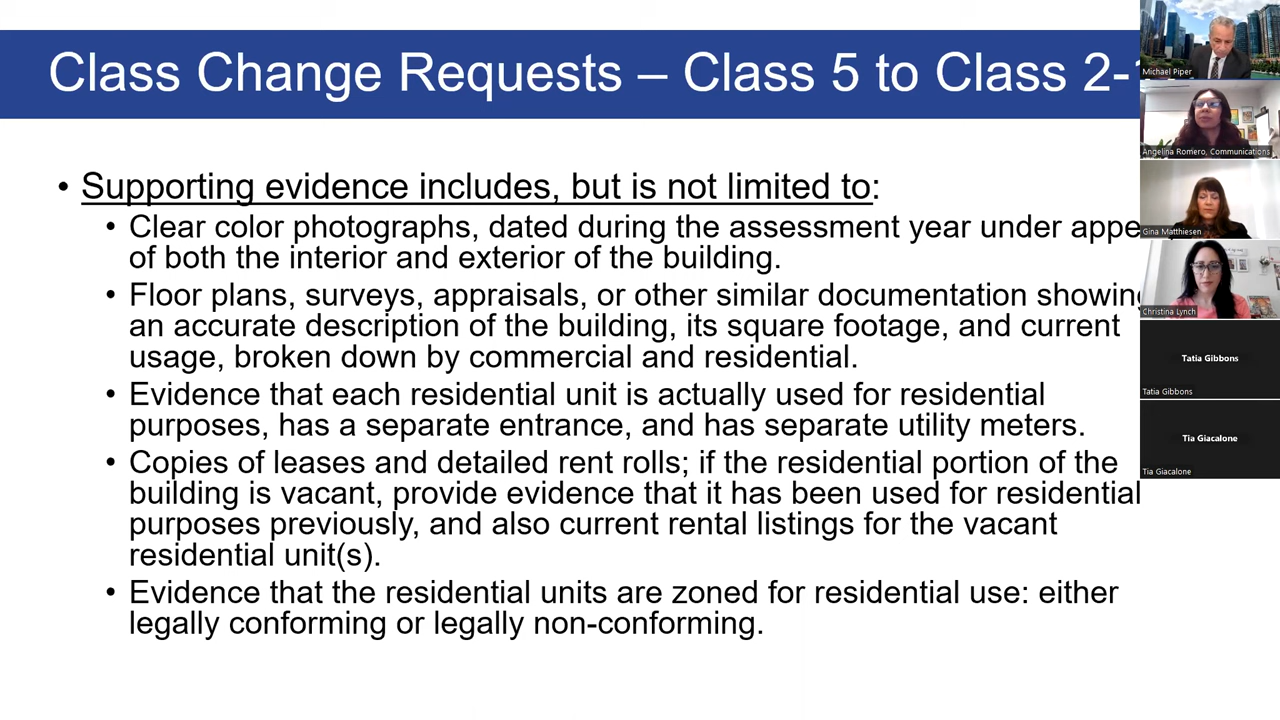 Class Change Requests – Class 5 to Class 2-
• Supporting evidence includes, but is not limited to:
• Clear color photographs, dated during the assessment year under appe
of both the interior and exterior of the building.
• Floor plans, surveys, appraisals, or other similar documentation showing
an accurate description of the building, its square footage, and current
usage, broken down by commercial and residential.
• Evidence that each residential unit is actually used for residential
purposes, has a separate entrance, and has separate utility meters.
• Copies of leases and detailed rent rolls; if the residential portion of the
building is vacant, provide evidence that it has been used for residential
purposes previously, and also current rental listings for the vacant
residential unit(s).
• Evidence that the residential units are zoned for residential use: either
legally conforming or legally non-conforming.
Michael Piper
Angelina Romero, Communications
Gina Matthiesen
Christina Lynch
Tatia Gibbons
Tatia Gibbons
Tia Giacalone
Tia Giacalone